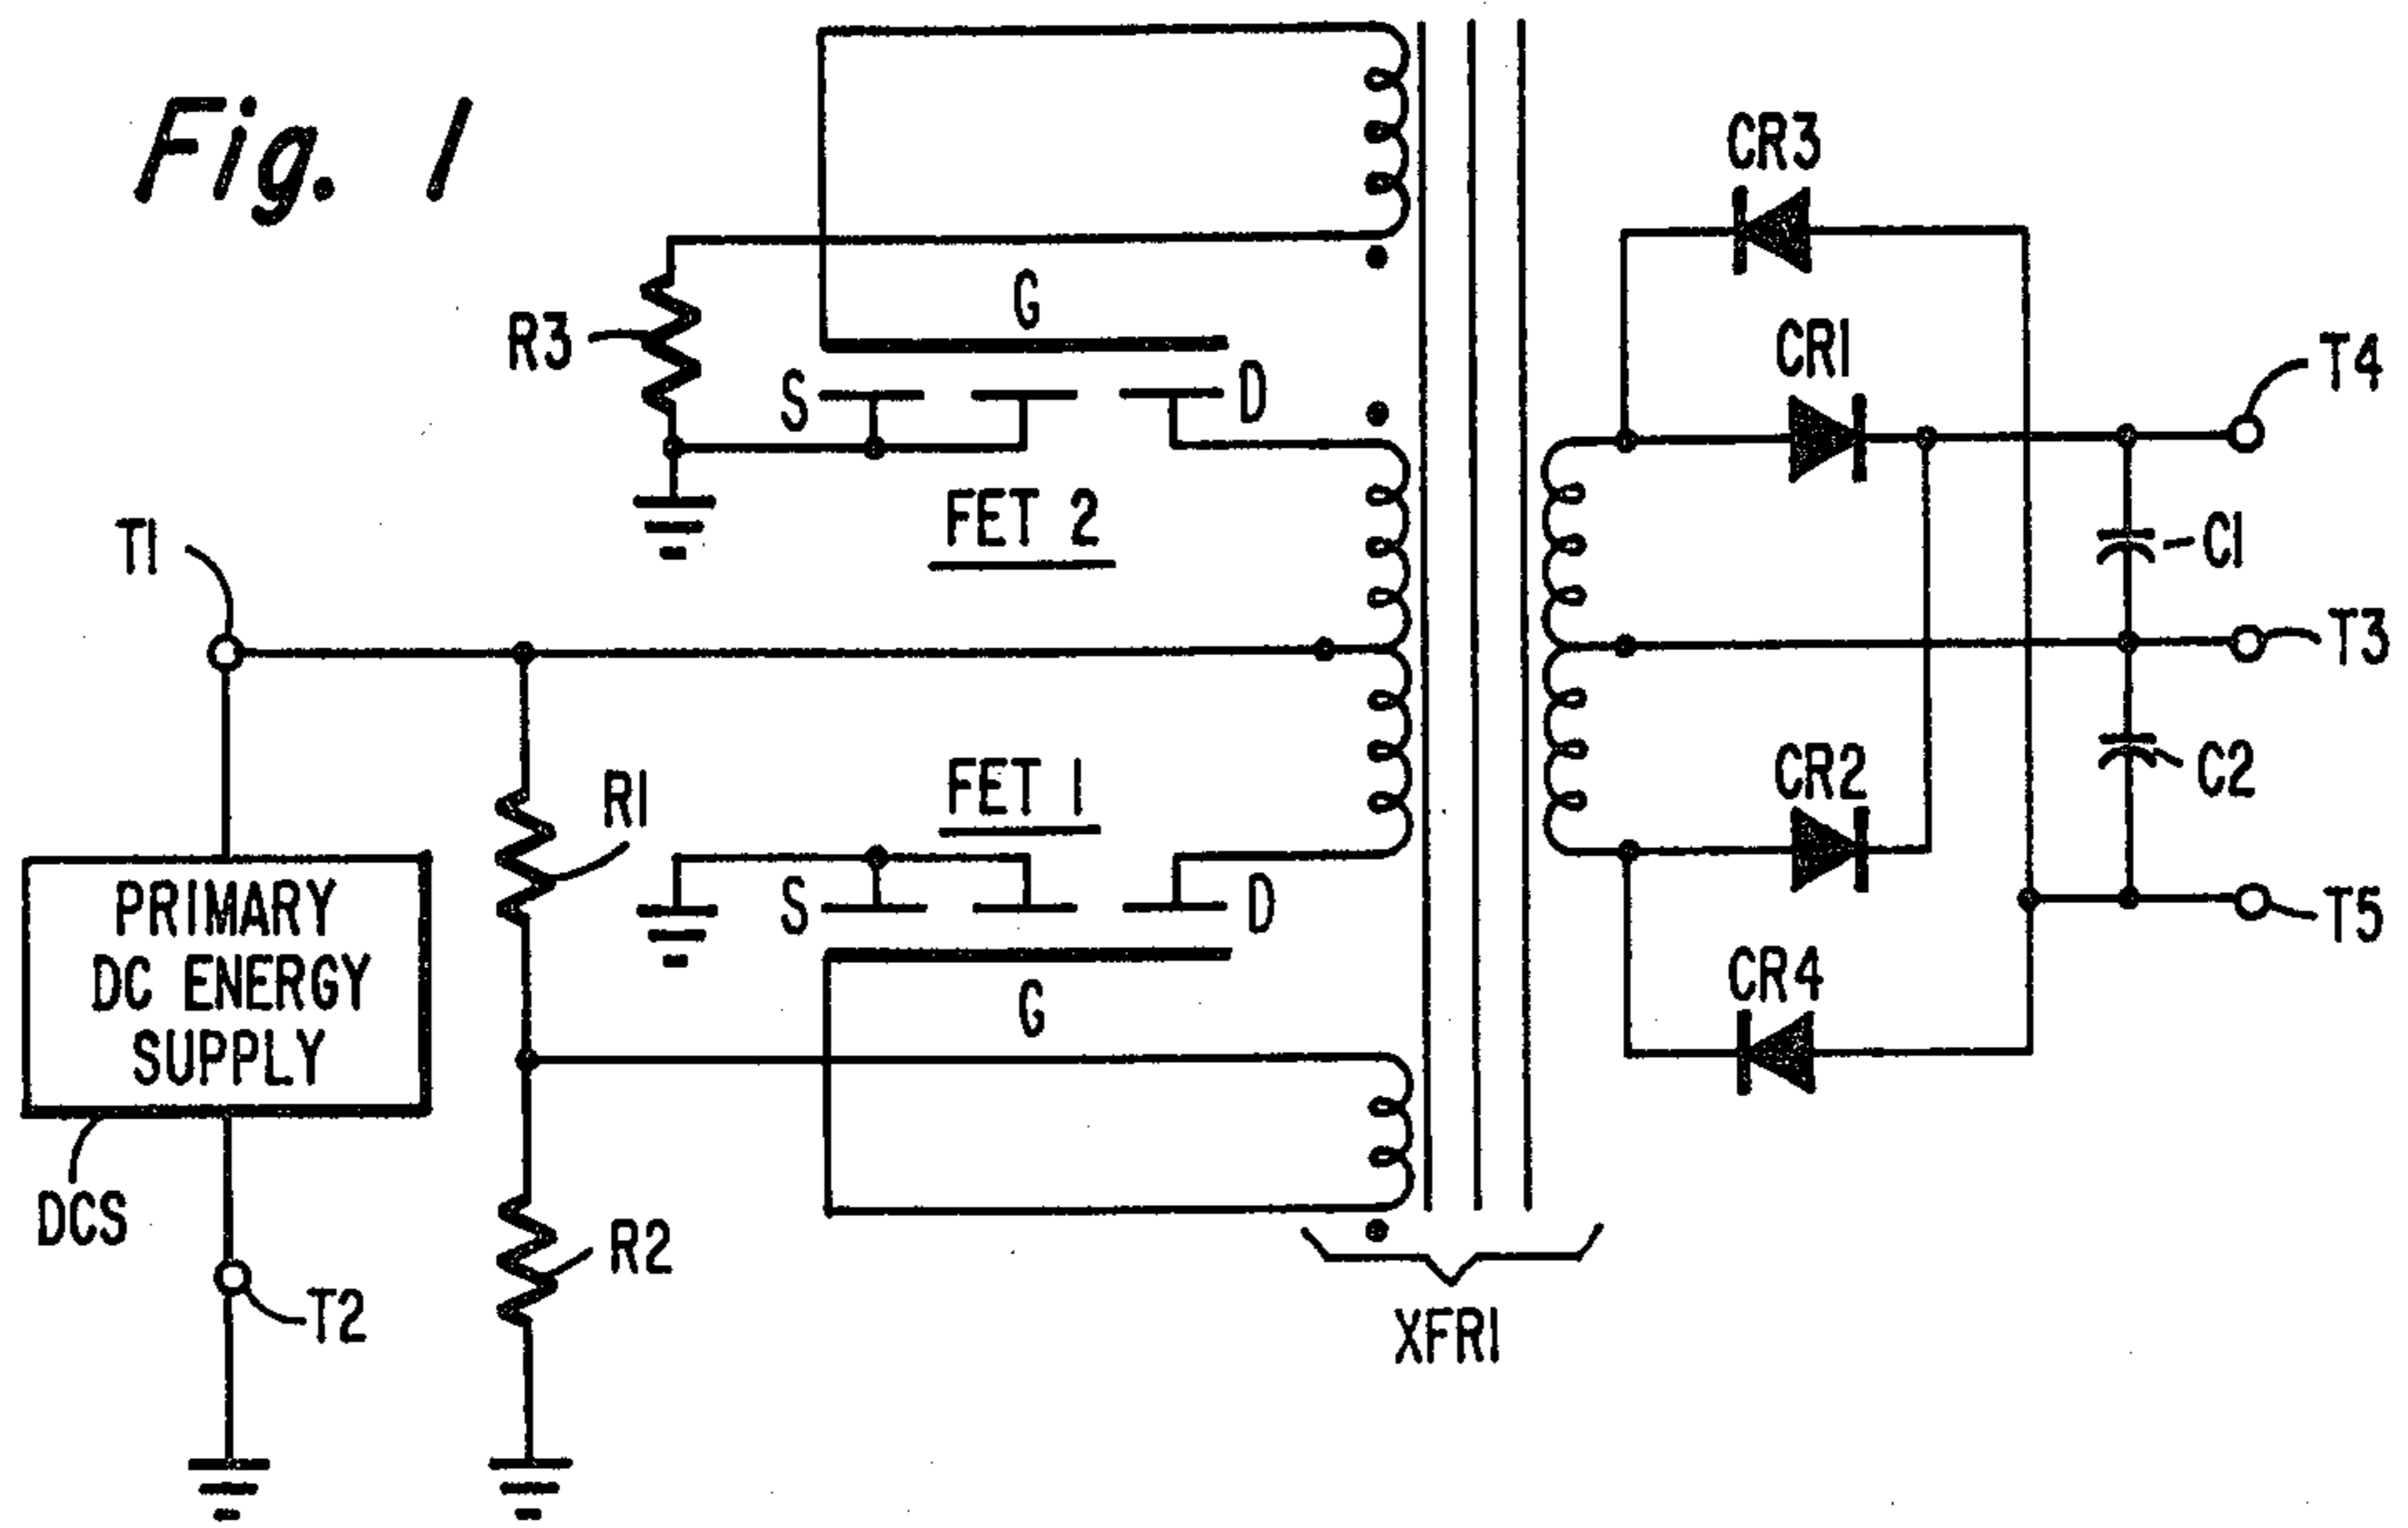 Fig. 1
CR3
G
R3
CR1
T4
S
D
FET 2
T1
C1
T3
FET 1
R1
CR2
C2
PRIMARY
DC ENERGY
SUPPLY
S
D
T5
G
CR4
DCS
R2
T2
XFR1